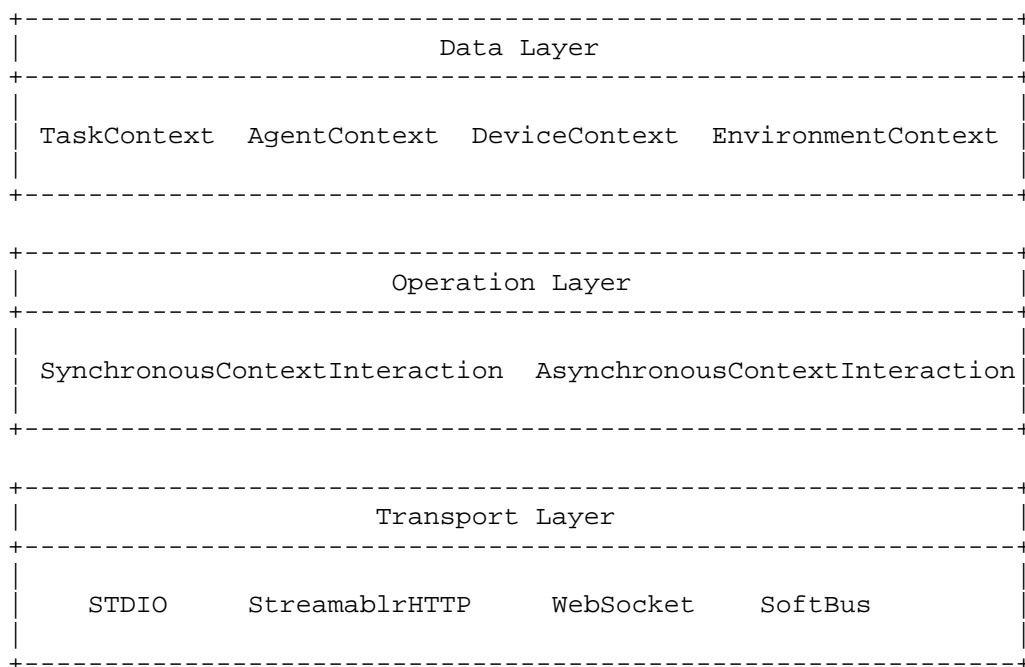 Data Layer
TaskContext AgentContext DeviceContext EnvironmentContext
Operation Layer
SynchronousContextInteraction AsynchronousContextInteraction
Transport Layer
STDIO StreamablrHTTP WebSocket SoftBus